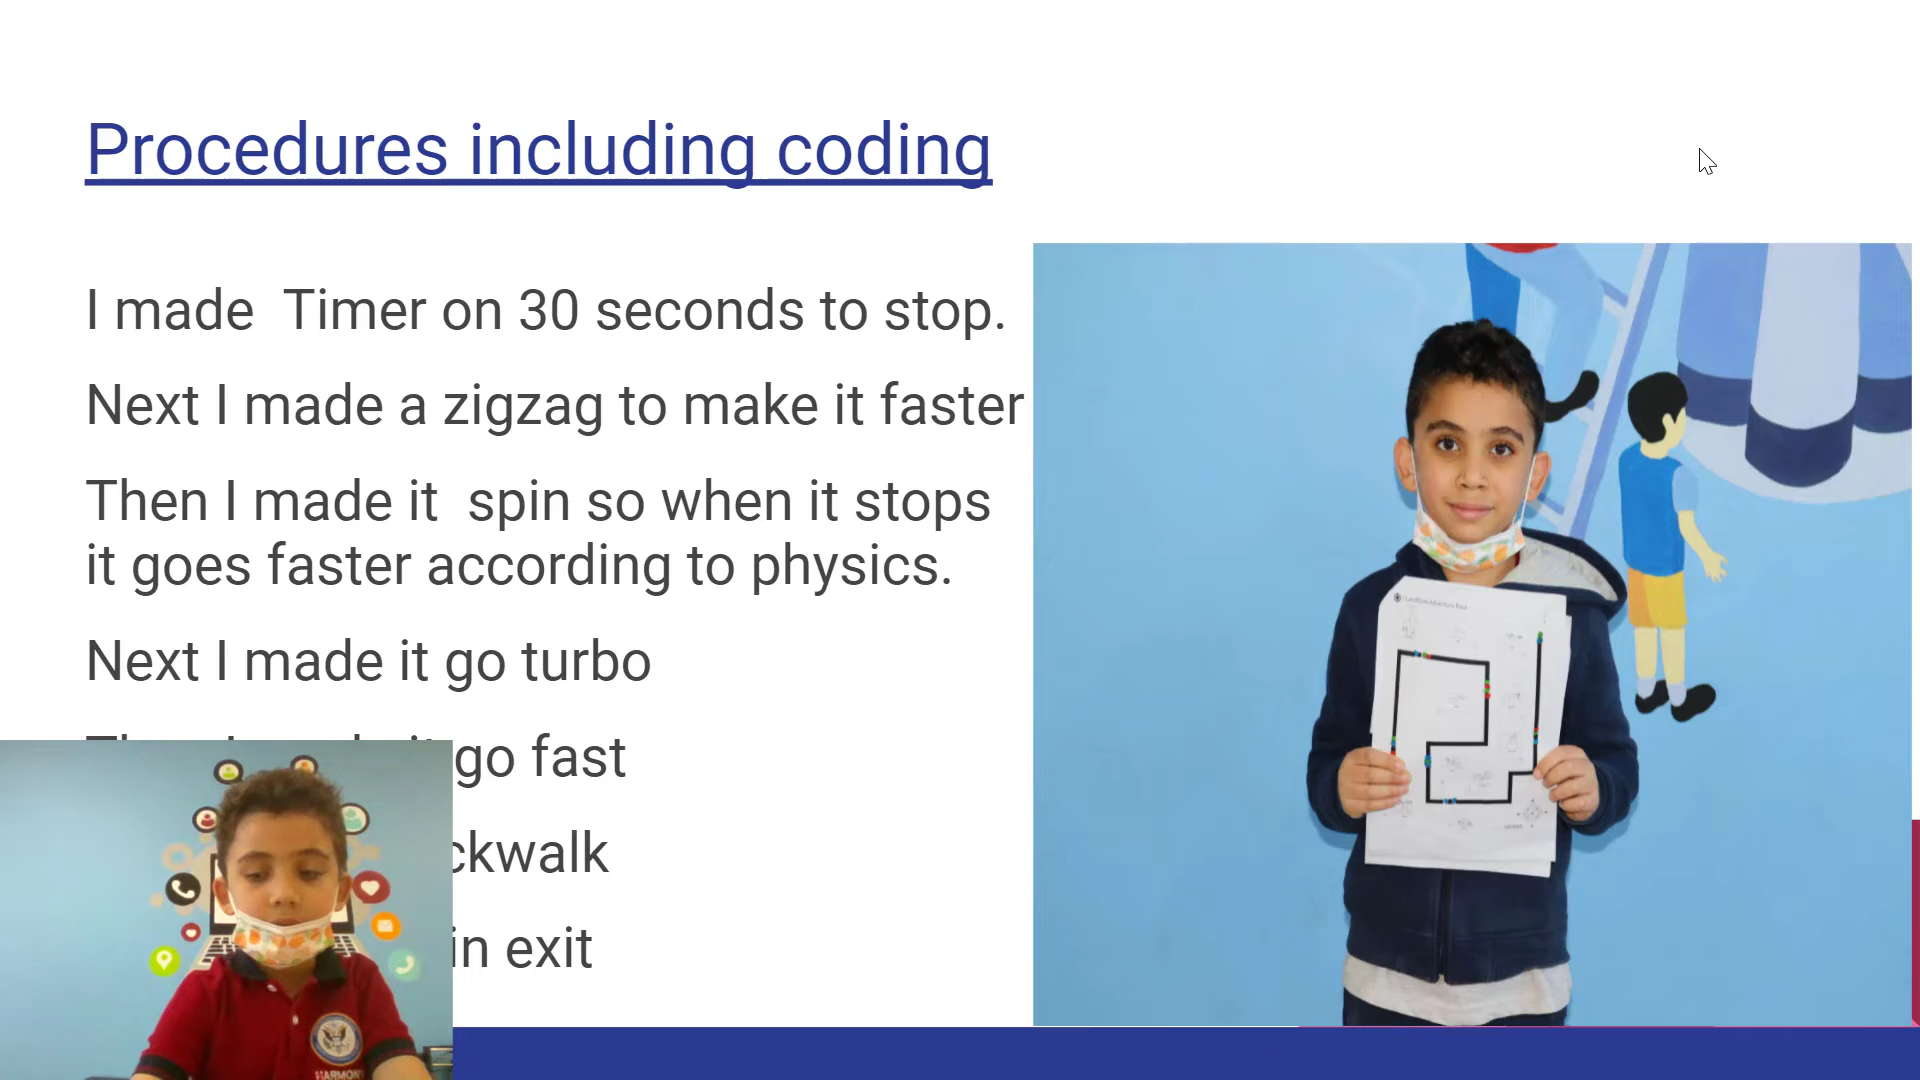 Procedures including coding
I made Timer on 30 seconds to stop.
Next I made a zigzag to make it faster
Then I made it spin so when it stops
it goes faster according to physics.
Next I made it go turbo
go fast
in exit
HARMONY